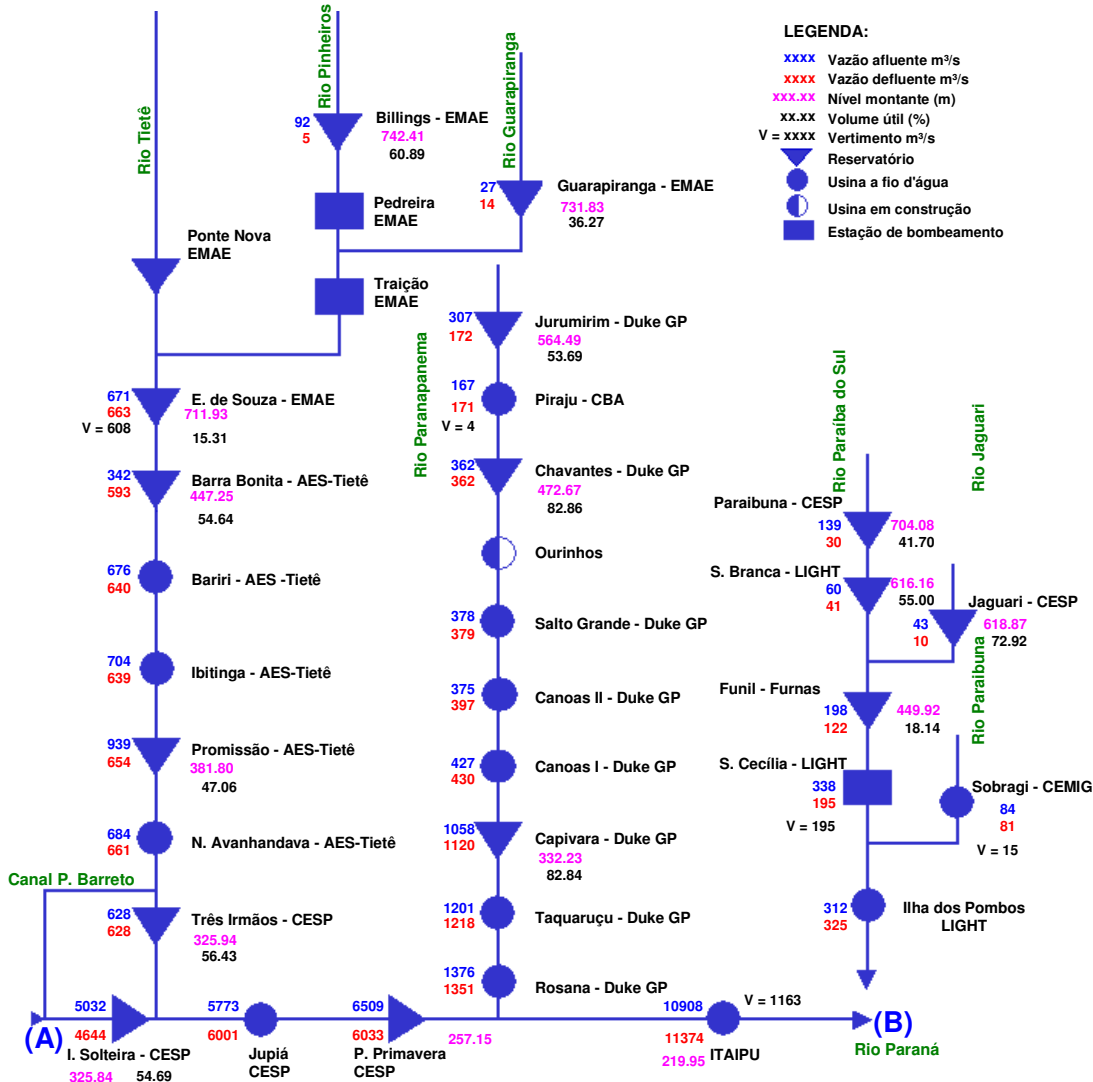 LEGENDA:
xxxx Vazão afluente m³/s
xxxx Vazão defluente m³/s
xxx.xx Nível montante (m)
xx.xx Volume útil (%)
V = xxxx Vertimento m³/s
Reservatório
Usina a fio d'água
Usina em construção
Estação de bombeamento
Rio Tietê
Rio Pinheiros
Rio Guarapiranga
92
5
Billings - EMAE
742.41
60.89
Pedreira
EMAE
27
14
Guarapiranga - EMAE
731.83
36.27
Ponte Nova
EMAE
Traição
EMAE
671
663
V = 608
E. de Souza - EMAE
711.93
15.31
342
593
Barra Bonita - AES-Tietê
447.25
54.64
676
640
Bariri - AES -Tietê
704
639
Ibitinga - AES-Tietê
939
654
Promissão - AES-Tietê
381.80
47.06
684
661
N. Avanhandava - AES-Tietê
Canal P. Barreto
628
628
Três Irmãos - CESP
325.94
56.43
Rio Paranapanema
307
172
Jurumirim - Duke GP
564.49
53.69
167
171
V = 4
Piraju - CBA
362
362
Chavantes - Duke GP
472.67
82.86
Ourinhos
378
379
Salto Grande - Duke GP
375
397
Canoas II - Duke GP
427
430
Canoas I - Duke GP
1058
1120
Capivara - Duke GP
332.23
82.84
1201
1218
Taquaruçu - Duke GP
1376
1351
Rosana - Duke GP
Rio Paraíba do Sul
Rio Jaguari
Paraibuna - CESP
139
30
704.08
41.70
S. Branca - LIGHT
60
41
616.16
55.00
Jaguari - CESP
43
10
618.87
72.92
Rio Paraibuna
Funil - Furnas
198
122
449.92
18.14
S. Cecília - LIGHT
338
195
V = 195
Sobragi - CEMIG
84
81
V = 15
312
325
Ilha dos Pombos
LIGHT
(A)
5032
4644
I. Solteira - CESP
325.84 54.69
5773
6001
Jupiá
CESP
6509
6033
P. Primavera
CESP
257.15
10908
11374
V = 1163
219.95
ITAIPU
(B)
Rio Paraná